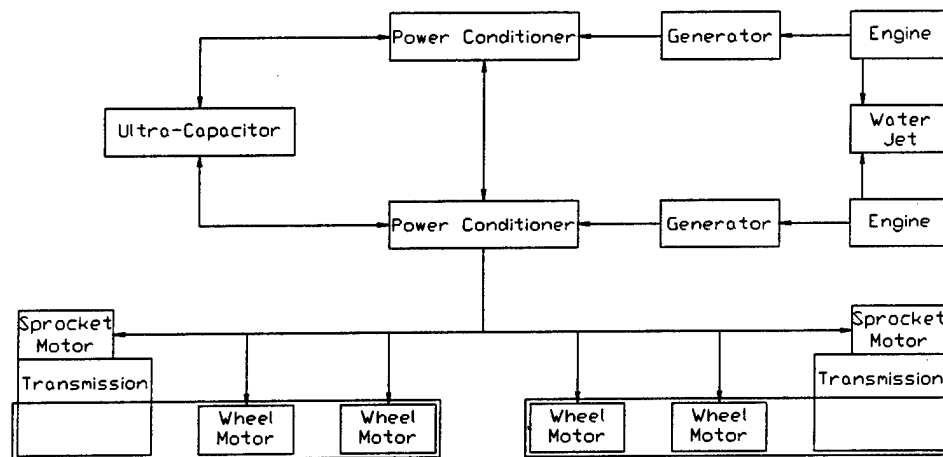 Power Conditioner
Generator
Engine
Ultra-Capacitor
Water
Jet
Power Conditioner
Generator
Engine
Sprocket
Motor
Sprocket
Motor
Transmission
Transmission
Wheel
Motor
Wheel
Motor
Wheel
Motor
Wheel
Motor